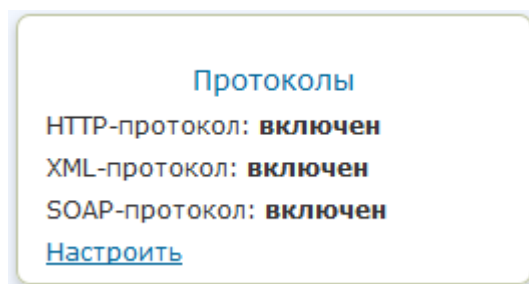 Протоколы
HTTP-протокол: включен
XML-протокол: включен
SOAP-протокол: включен
Настроить